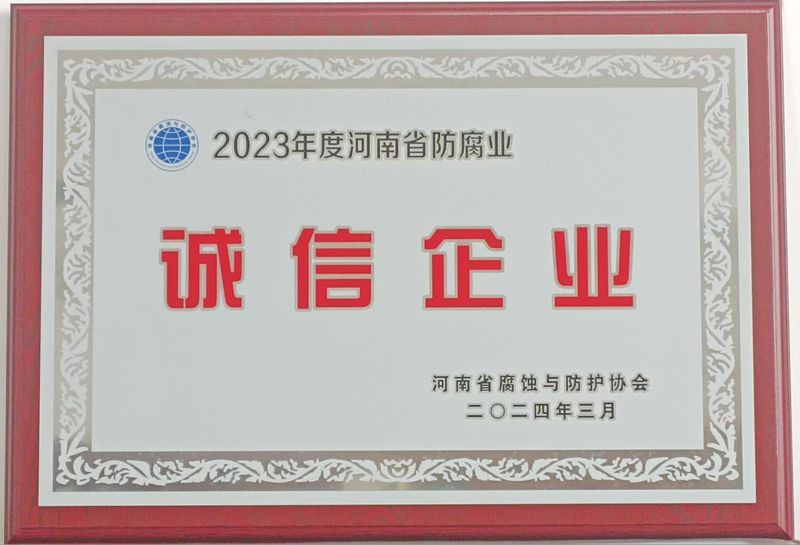 2023年度河南省防腐业
诚信企业
河南省腐蚀与防护协会
二〇二四年三月